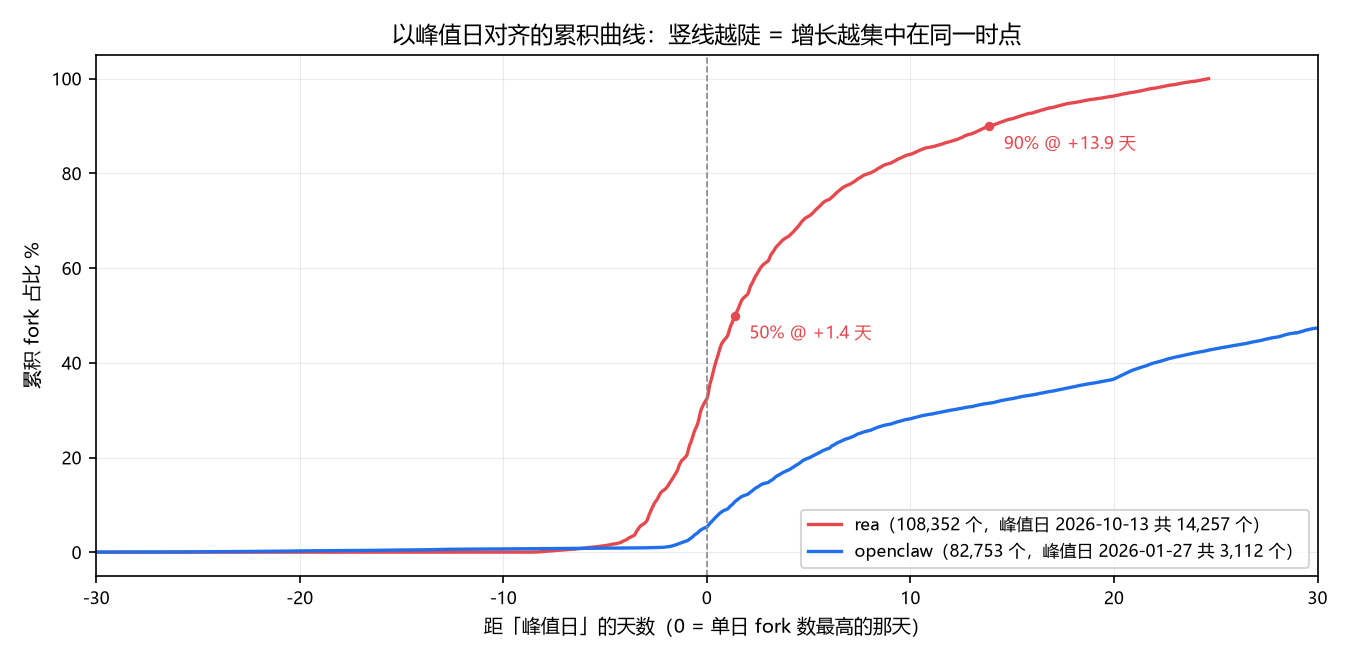 以峰值日对齐的累积曲线：竖线越陡 = 增长越集中在同一时点
累积 fork 占比 %
100
80
60
40
20
0
90% @ +13.9 天
50% @ +1.4 天
rea（108,352 个，峰值日 2026-10-13 共 14,257 个）
openclaw（82,753 个，峰值日 2026-01-27 共 3,112 个）
-30
-20
-10
0
10
20
30
距「峰值日」的天数（0 = 单日 fork 数最高的那天）